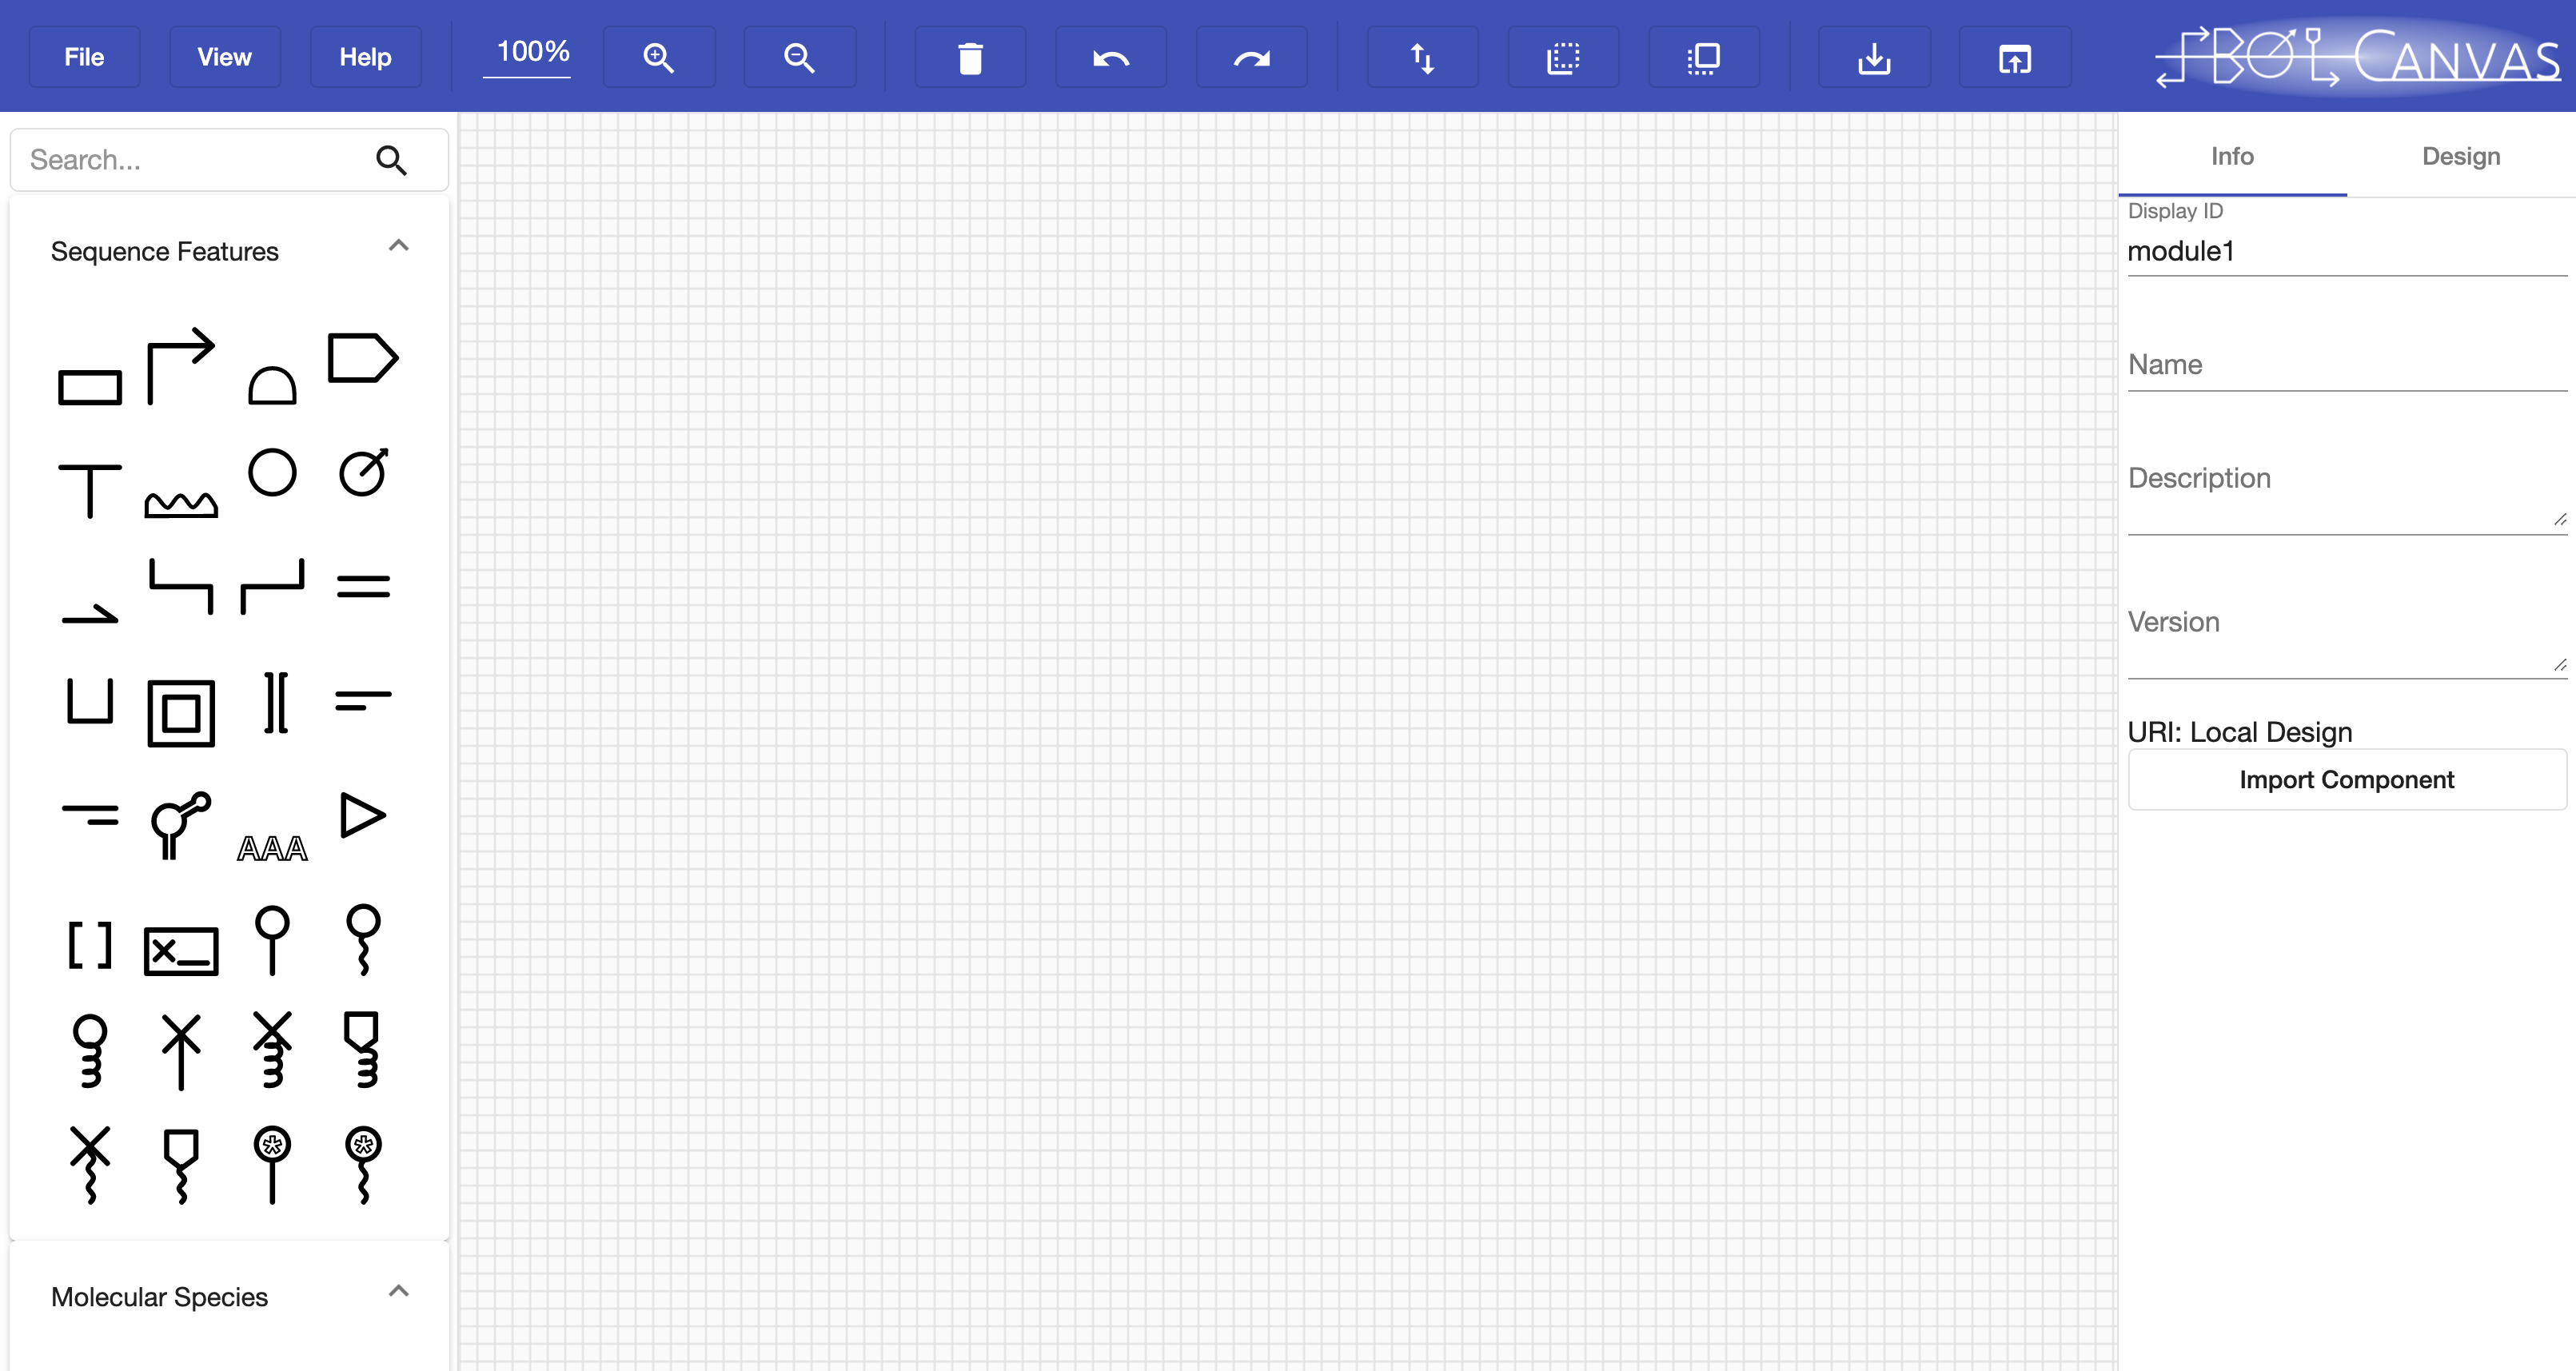 File
View
Help
100%
SBOL CANVAS
Search...
Sequence Features
AAA
Molecular Species
Info
Design
Display ID
module1
Name
Description
Version
URI: Local Design
Import Component